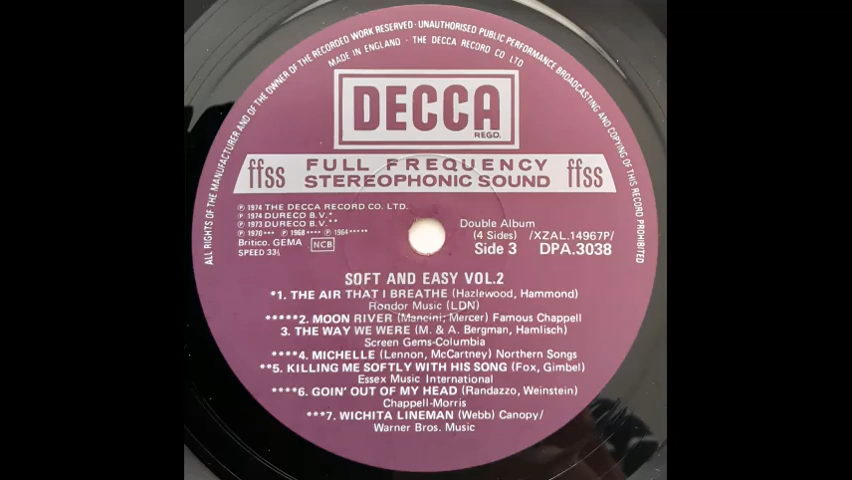 ALL RIGHTS OF THE MANUFACTURER AND OF THE OWNER OF THE RECORDED WORK RESERVED · UNAUTHORISED PUBLIC PERFORMANCE BROADCASTING AND COPYING OF THIS RECORD PROHIBITED
MADE IN ENGLAND · THE DECCA RECORD CO LTD
DECCA
REGD.
ffss FULL FREQUENCY STEREOPHONIC SOUND ffss
℗ 1974 THE DECCA RECORD CO. LTD.
℗ 1974 DURECO B.V.*
℗ 1973 DURECO B.V.**
℗ 1970*** ℗ 1968**** ℗ 1964*****
Britico. GEMA NCB
SPEED 33⅓
Double Album
(4 Sides) /XZAL.14967P/
Side 3 DPA.3038
SOFT AND EASY VOL.2
*1. THE AIR THAT I BREATHE (Hazlewood, Hammond)
Rondor Music (LDN)
*****2. MOON RIVER (Mancini; Mercer) Famous Chappell
3. THE WAY WE WERE (M. & A. Bergman, Hamlisch)
Screen Gems-Columbia
****4. MICHELLE (Lennon, McCartney) Northern Songs
**5. KILLING ME SOFTLY WITH HIS SONG (Fox, Gimbel)
Essex Music International
****6. GOIN' OUT OF MY HEAD (Randazzo, Weinstein)
Chappell-Morris
***7. WICHITA LINEMAN (Webb) Canopy/
Warner Bros. Music